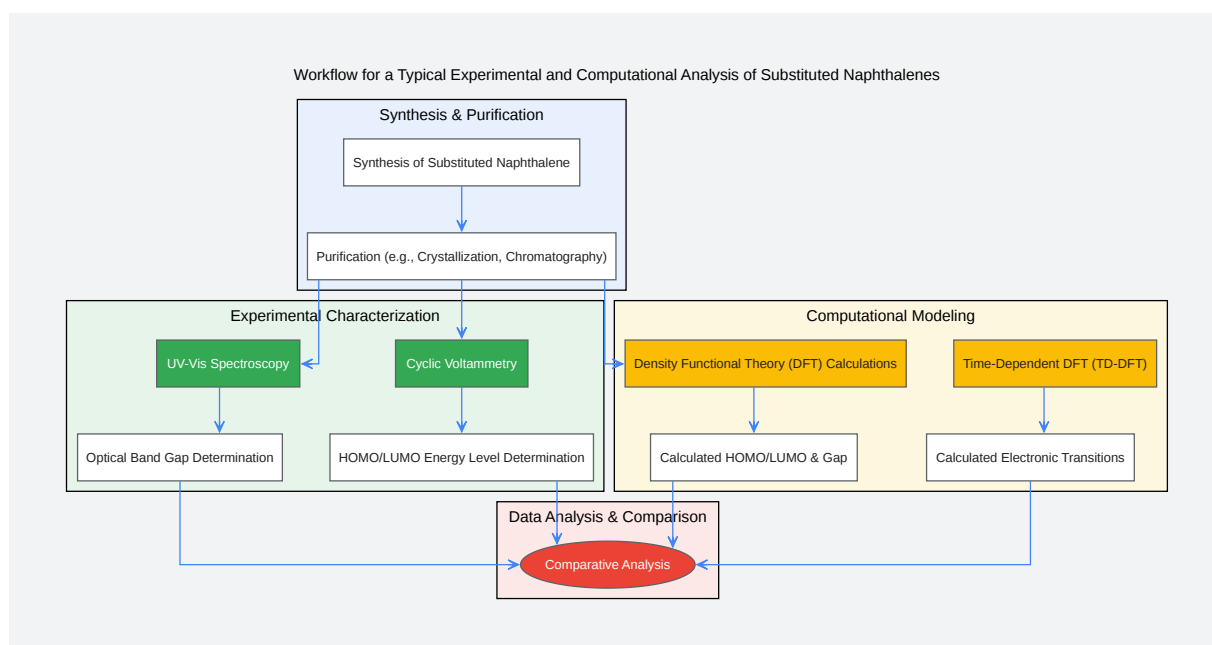 Workflow for a Typical Experimental and Computational Analysis of Substituted Naphthalenes
Synthesis & Purification
Synthesis of Substituted Naphthalene
Purification (e.g., Crystallization, Chromatography)
Experimental Characterization
UV-Vis Spectroscopy
Cyclic Voltammetry
Optical Band Gap Determination
HOMO/LUMO Energy Level Determination
Computational Modeling
Density Functional Theory (DFT) Calculations
Time-Dependent DFT (TD-DFT)
Calculated HOMO/LUMO & Gap
Calculated Electronic Transitions
Data Analysis & Comparison
Comparative Analysis